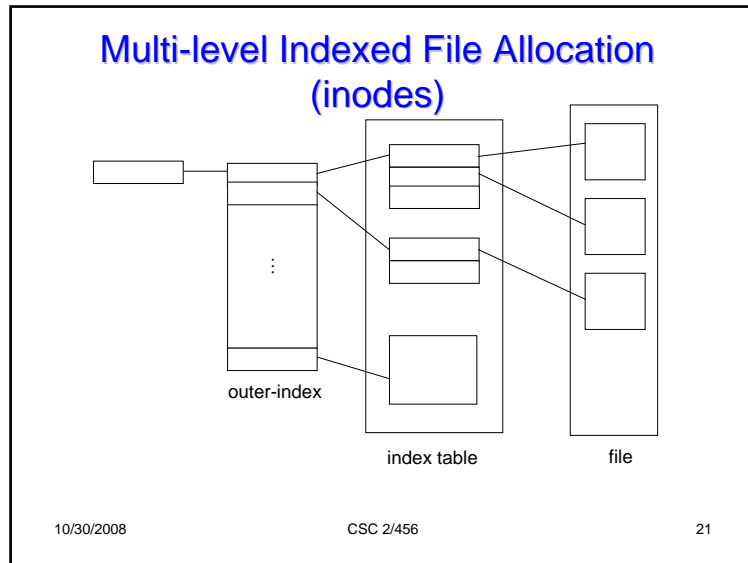 Multi-level Indexed File Allocation
(inodes)
⋮
outer-index
index table
file
10/30/2008
CSC 2/456
21